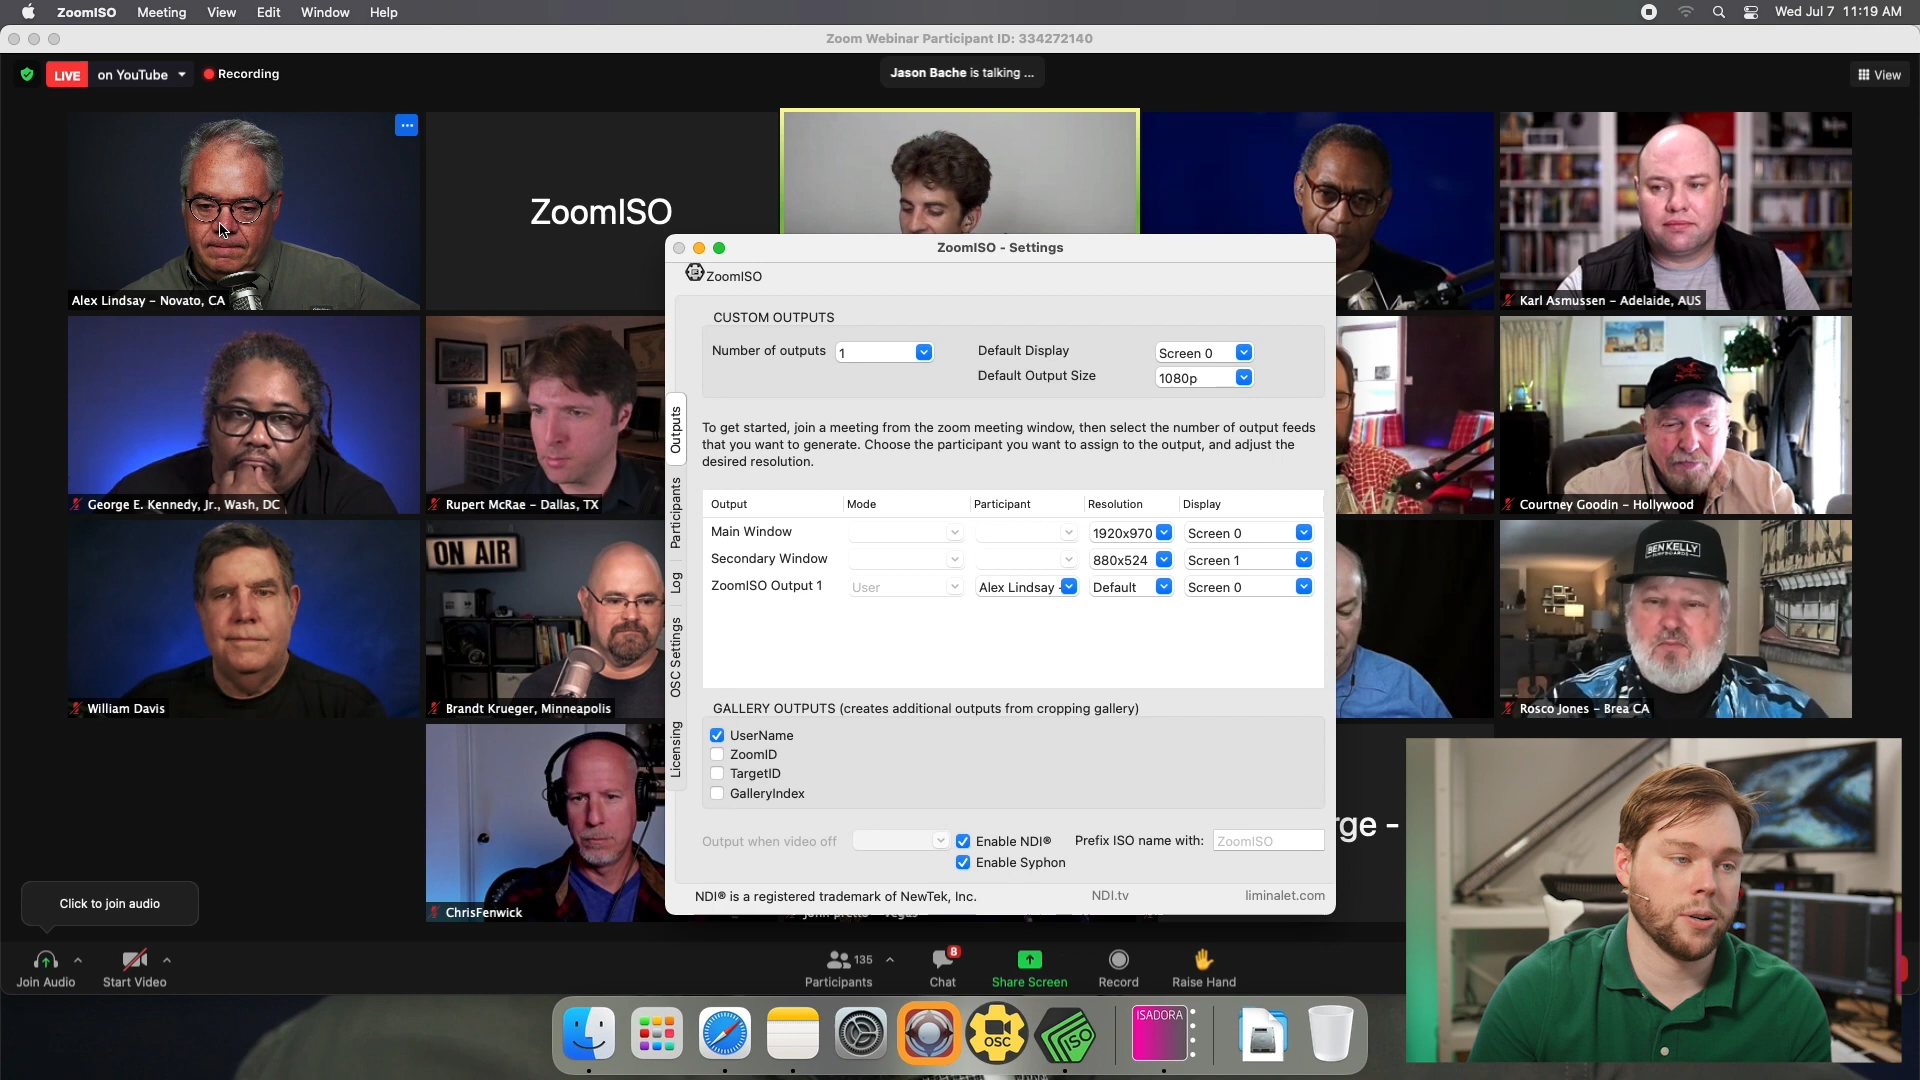 ZoomISO Meeting View Edit Window Help
Wed Jul 7 11:19 AM
Zoom Webinar Participant ID: 334272140
LIVE on YouTube
Recording
Jason Bache is talking ...
View
Alex Lindsay - Novato, CA
ZoomISO
Karl Asmussen - Adelaide, AUS
George E. Kennedy, Jr., Wash, DC
Rupert McRae - Dallas, TX
Courtney Goodin - Hollywood
William Davis
ON AIR
Brandt Krueger, Minneapolis
BEN KELLY
Rosco Jones - Brea CA
ChrisFenwick
rge -
ZoomISO - Settings
ZoomISO
Outputs
Participants
Log
OSC Settings
Licensing
CUSTOM OUTPUTS
Number of outputs 1
Default Display Screen 0
Default Output Size 1080p
To get started, join a meeting from the zoom meeting window, then select the number of output feeds
that you want to generate. Choose the participant you want to assign to the output, and adjust the
desired resolution.
Output Mode Participant Resolution Display
Main Window 1920x970 Screen 0
Secondary Window 880x524 Screen 1
ZoomISO Output 1 User Alex Lindsay - Default Screen 0
GALLERY OUTPUTS (creates additional outputs from cropping gallery)
UserName
ZoomID
TargetID
GalleryIndex
Output when video off
Enable NDI®
Prefix ISO name with: ZoomISO
Enable Syphon
NDI® is a registered trademark of NewTek, Inc.
NDI.tv
liminalet.com
Click to join audio
Join Audio
Start Video
135
Participants
8
Chat
Share Screen
Record
Raise Hand
OSC
ISO
ISADORA